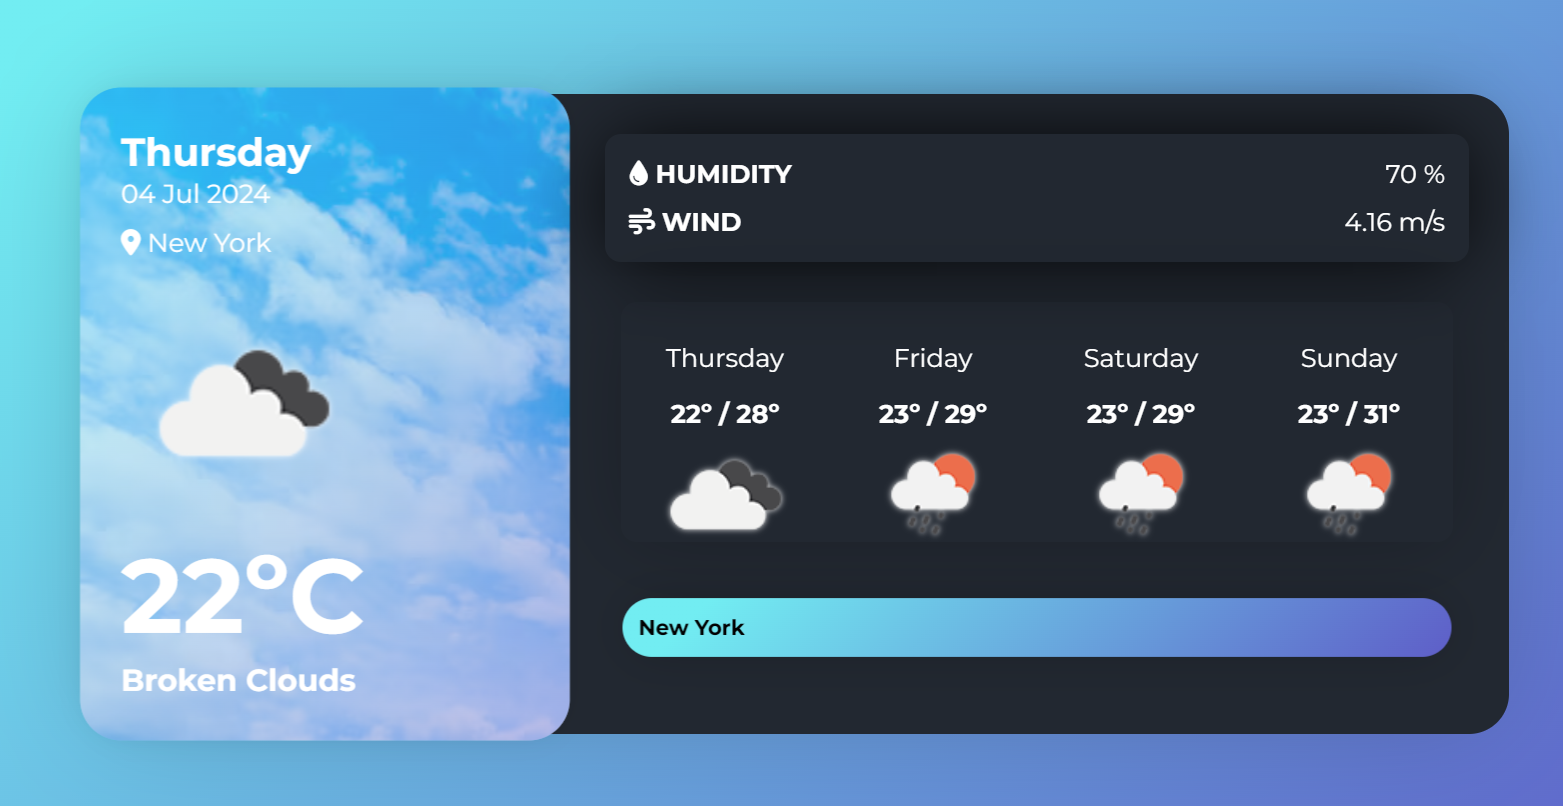 Thursday
04 Jul 2024
New York
22°C
Broken Clouds
HUMIDITY 70 %
WIND 4.16 m/s
Thursday Friday Saturday Sunday
22° / 28° 23° / 29° 23° / 29° 23° / 31°
New York